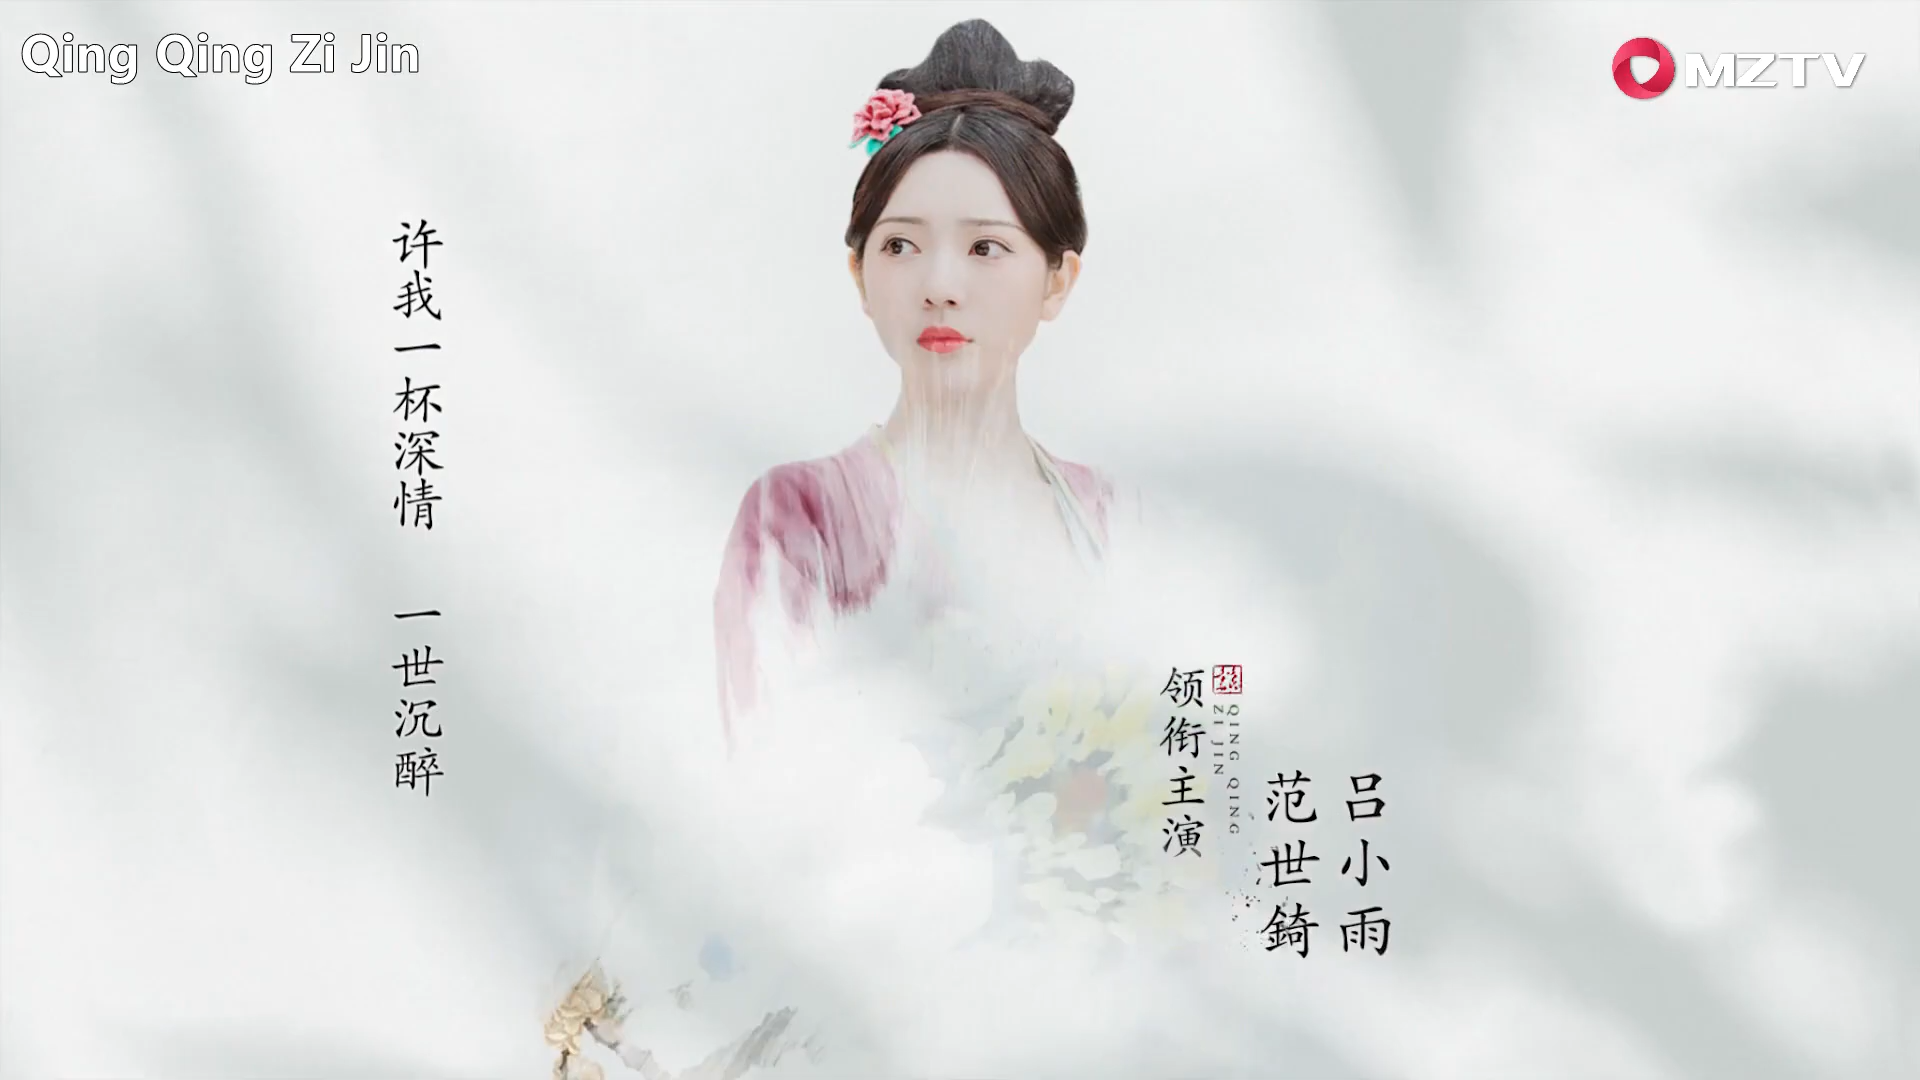 Qing Qing Zi Jin
MZTV
许我一杯深情 一世沉醉
领衔主演
QING QING
ZI JIN
吕小雨
范世錡